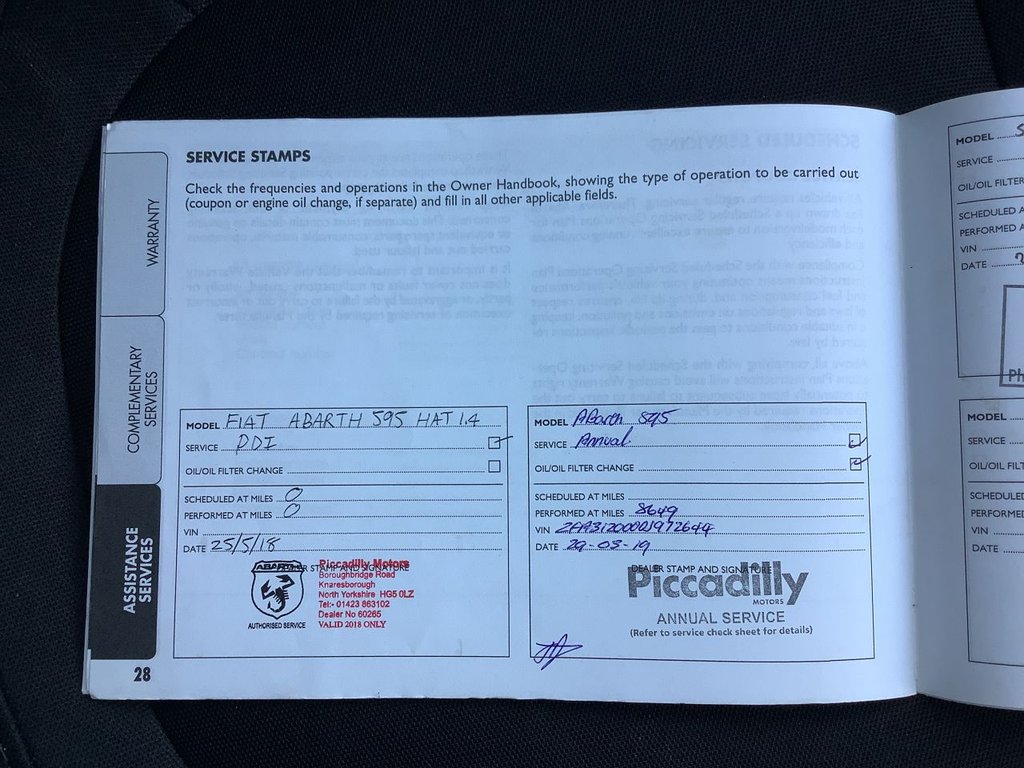 SERVICE STAMPS
Check the frequencies and operations in the Owner Handbook, showing the type of operation to be carried out
(coupon or engine oil change, if separate) and fill in all other applicable fields.
WARRANTY
COMPLEMENTARY
SERVICES
ASSISTANCE
SERVICES
28
MODEL FIAT ABARTH 595 HAT 1.4
SERVICE PDI
OIL/OIL FILTER CHANGE
SCHEDULED AT MILES 0
PERFORMED AT MILES 0
VIN
DATE 25/5/18
STAMP AND SIGNATURE
ABARTH
AUTHORISED SERVICE
Piccadilly Motors
Boroughbridge Road
Knaresborough
North Yorkshire HG5 0LZ
Tel:- 01423 863102
Dealer No 60265
VALID 2018 ONLY
MODEL Abarth 595
SERVICE Annual
OIL/OIL FILTER CHANGE
SCHEDULED AT MILES
PERFORMED AT MILES 8649
VIN
DATE 29-03-19
DEALER STAMP AND SIGNATURE
Piccadilly
MOTORS
ANNUAL SERVICE
(Refer to service check sheet for details)
MODEL
SERVICE
OIL/OIL FILTER
SCHEDULED A
PERFORMED A
VIN
DATE 2
Ph
MODEL
SERVICE
OIL/OIL FILT
SCHEDULED
PERFORMED
VIN
DATE